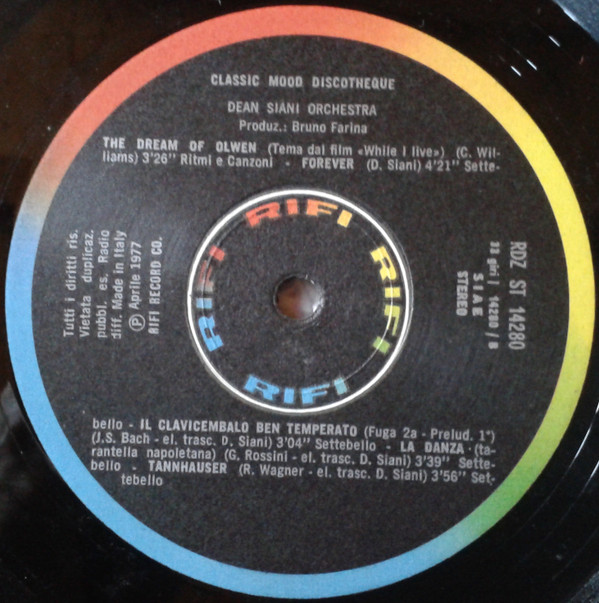 CLASSIC MOOD DISCOTHEQUE
DEAN SIANI ORCHESTRA
Produz.: Bruno Farina
THE DREAM OF OLWEN (Tema dal film «While I live») (C. Wil-
liams) 3'26" Ritmi e Canzoni - FOREVER (D. Siani) 4'21" Sette-
Tutti i diritti ris.
Vietata duplicaz.
pubbl. es. Radio
diff. Made in Italy
Ⓟ Aprile 1977
RIFI RECORD CO.
RIFI
RIFI
RIFI
RIFI
RIFI
RIFI
RDZ ST 14280
33 giri / 14280 / B
SIAE
STEREO
bello - IL CLAVICEMBALO BEN TEMPERATO (Fuga 2a - Prelud. 1°)
(J.S. Bach - el. trasc. D. Siani) 3'04" Settebello - LA DANZA - (ta-
rantella napoletana) (G. Rossini - el. trasc. D. Siani) 3'39" Sette-
bello - TANNHAUSER (R. Wagner - el. trasc. D. Siani) 3'56" Set-
tebello